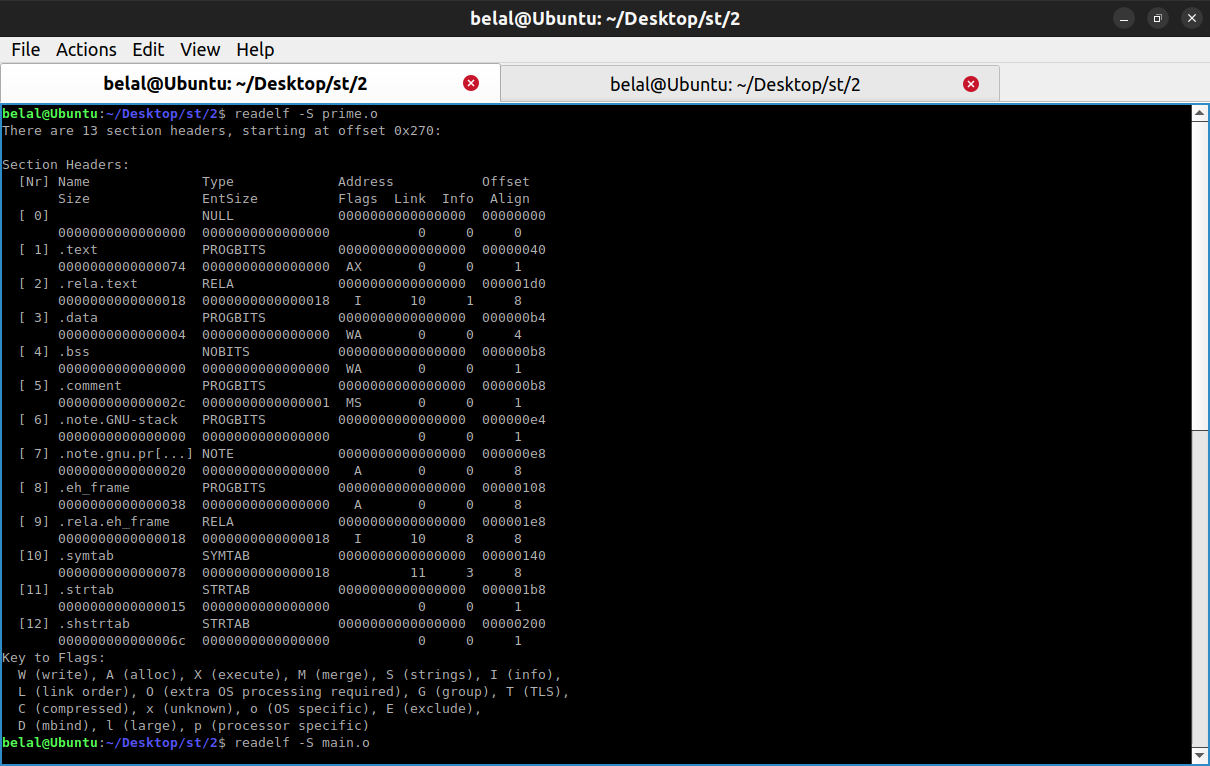 belal@Ubuntu: ~/Desktop/st/2
File Actions Edit View Help
belal@Ubuntu: ~/Desktop/st/2 belal@Ubuntu: ~/Desktop/st/2
belal@Ubuntu:~/Desktop/st/2$ readelf -S prime.o
There are 13 section headers, starting at offset 0x270:

Section Headers:
  [Nr] Name              Type             Address           Offset
       Size              EntSize          Flags  Link  Info  Align
  [ 0]                   NULL             0000000000000000  00000000
       0000000000000000  0000000000000000           0     0     0
  [ 1] .text             PROGBITS         0000000000000000  00000040
       0000000000000074  0000000000000000  AX       0     0     1
  [ 2] .rela.text        RELA             0000000000000000  000001d0
       0000000000000018  0000000000000018   I      10     1     8
  [ 3] .data             PROGBITS         0000000000000000  000000b4
       0000000000000004  0000000000000000  WA       0     0     4
  [ 4] .bss              NOBITS           0000000000000000  000000b8
       0000000000000000  0000000000000000  WA       0     0     1
  [ 5] .comment          PROGBITS         0000000000000000  000000b8
       000000000000002c  0000000000000001  MS       0     0     1
  [ 6] .note.GNU-stack   PROGBITS         0000000000000000  000000e4
       0000000000000000  0000000000000000           0     0     1
  [ 7] .note.gnu.pr[...] NOTE             0000000000000000  000000e8
       0000000000000020  0000000000000000   A       0     0     8
  [ 8] .eh_frame         PROGBITS         0000000000000000  00000108
       0000000000000038  0000000000000000   A       0     0     8
  [ 9] .rela.eh_frame    RELA             0000000000000000  000001e8
       0000000000000018  0000000000000018   I      10     8     8
  [10] .symtab           SYMTAB           0000000000000000  00000140
       0000000000000078  0000000000000018          11     3     8
  [11] .strtab           STRTAB           0000000000000000  000001b8
       0000000000000015  0000000000000000           0     0     1
  [12] .shstrtab         STRTAB           0000000000000000  00000200
       000000000000006c  0000000000000000           0     0     1
Key to Flags:
  W (write), A (alloc), X (execute), M (merge), S (strings), I (info),
  L (link order), O (extra OS processing required), G (group), T (TLS),
  C (compressed), x (unknown), o (OS specific), E (exclude),
  D (mbind), l (large), p (processor specific)
belal@Ubuntu:~/Desktop/st/2$ readelf -S main.o